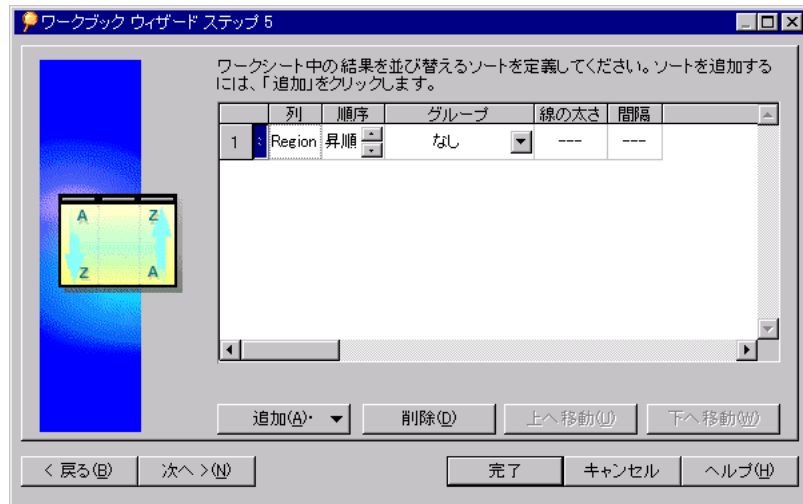 ワークブック ウィザード ステップ 5
ワークシート中の結果を並び替えるソートを定義してください。ソートを追加する
には、「追加」をクリックします。
列 順序 グループ 線の太さ 間隔
1 Region 昇順 なし --- ---
A Z
Z A
追加(A)· 削除(D) 上へ移動(U) 下へ移動(W)
< 戻る(B) 次へ >(N) 完了 キャンセル ヘルプ(H)